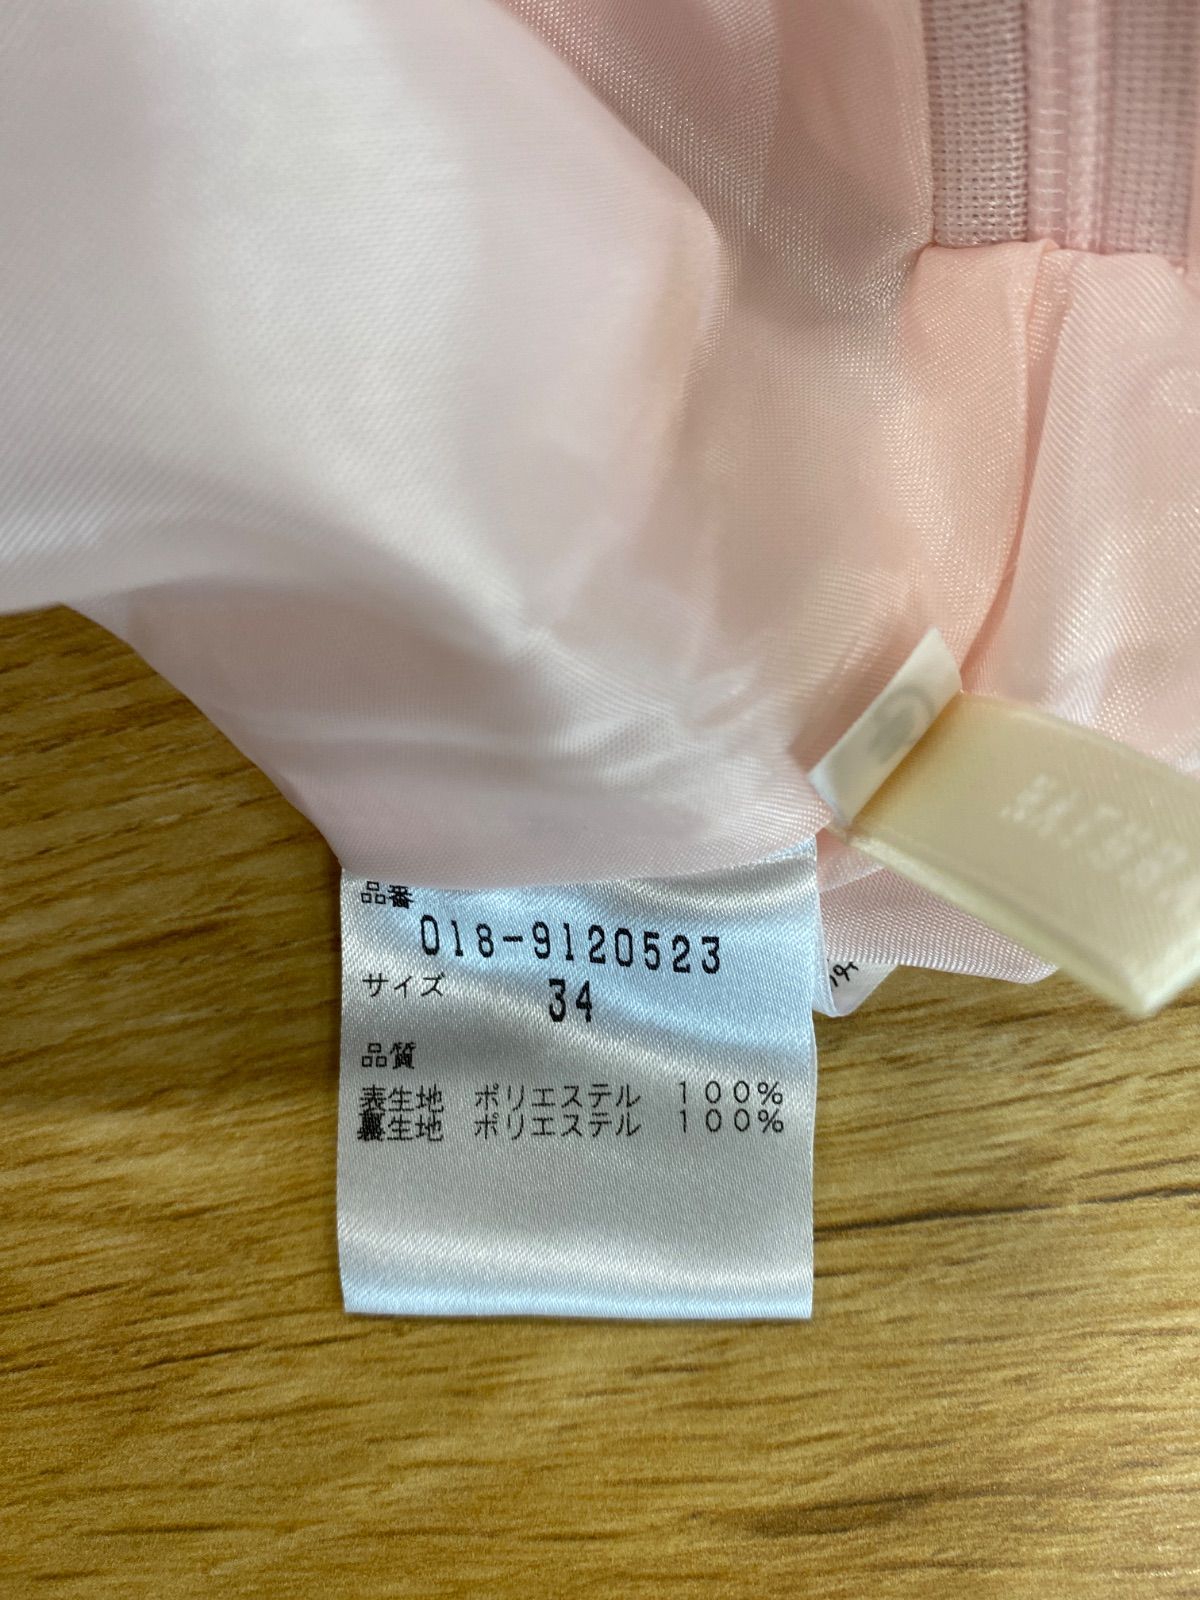 品番
018-9120523
サイズ
34
品質
表生地 ポリエステル 100%
裏生地 ポリエステル 100%